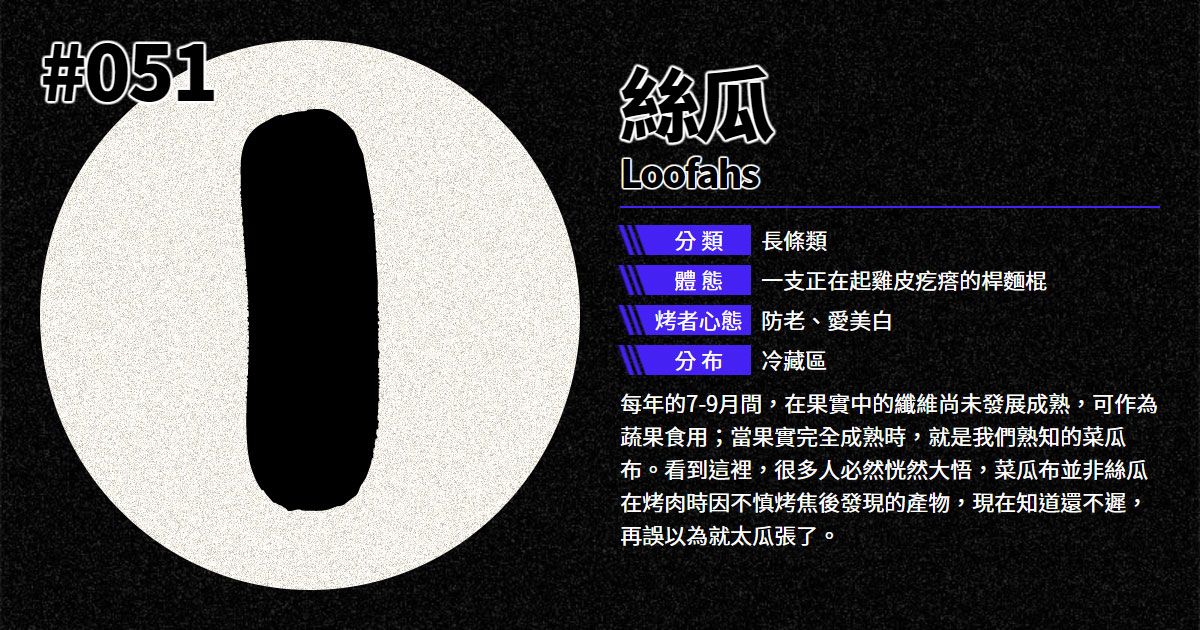 #051
絲瓜
Loofahs
分類 長條類
體態 一支正在起雞皮疙瘩的桿麵棍
烤者心態 防老、愛美白
分布 冷藏區
每年的7-9月間，在果實中的纖維尚未發展成熟，可作為
蔬果食用；當果實完全成熟時，就是我們熟知的菜瓜
布。看到這裡，很多人必然恍然大悟，菜瓜布並非絲瓜
在烤肉時因不慎烤焦後發現的產物，現在知道還不遲，
再誤以為就太瓜張了。